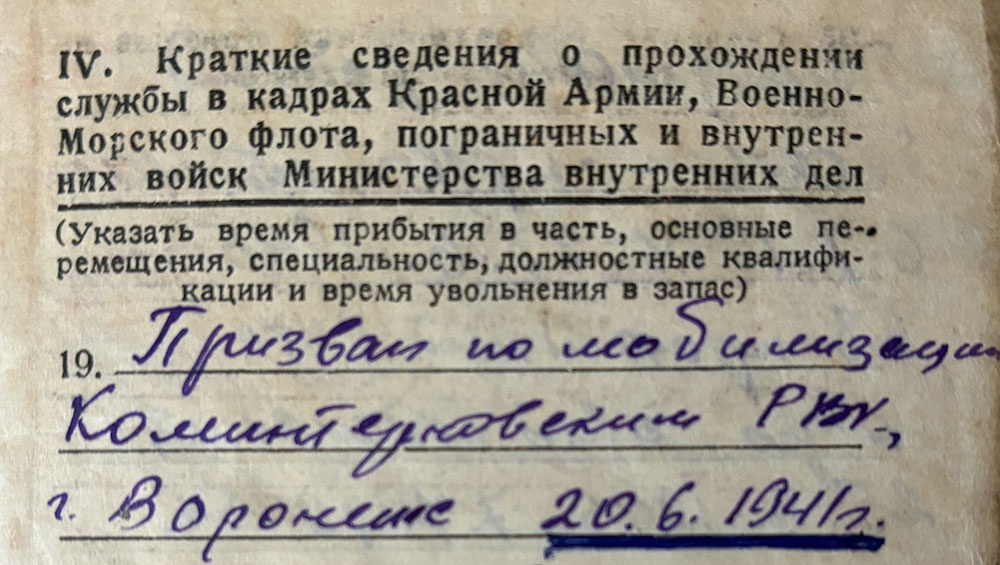 IV. Краткие сведения о прохождении
службы в кадрах Красной Армии, Военно-
Морского флота, пограничных и внутрен-
них войск Министерства внутренних дел
(Указать время прибытия в часть, основные пе-
ремещения, специальность, должностные квалифи-
кации и время увольнения в запас)
19. Призван по мобилизации
Коминтерновским РВК,
г. Воронеж 20.6.1941г.